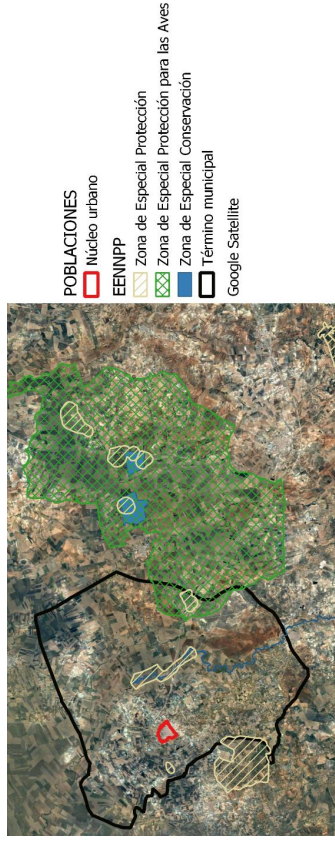 POBLACIONES
Núcleo urbano
EENNPP
Zona de Especial Protección
Zona de Especial Protección para las Aves
Zona de Especial Conservación
Término municipal
Google Satellite